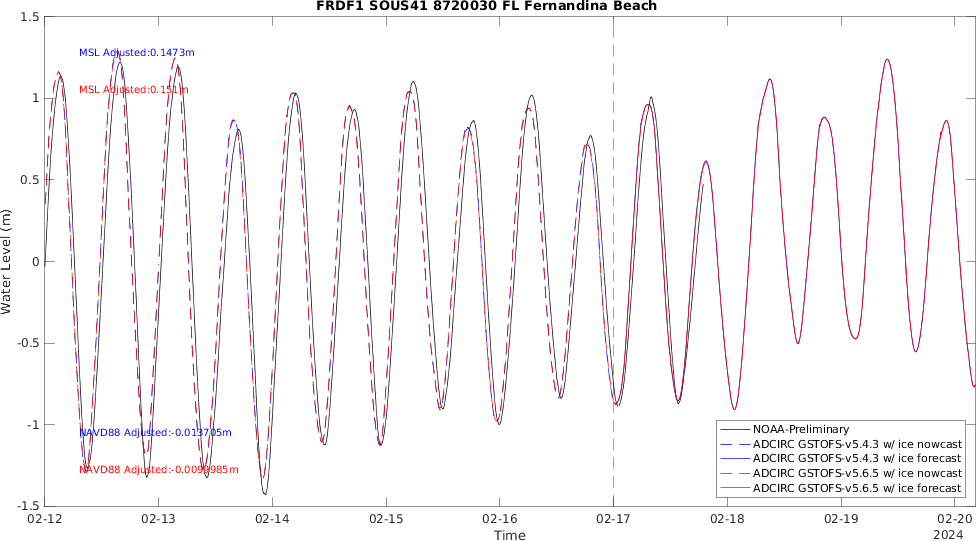 FRDF1 SOUS41 8720030 FL Fernandina Beach
1.5
1
0.5
0
-0.5
-1
-1.5
Water Level (m)
MSL Adjusted:0.1473m
MSL Adjusted:0.151m
NAVD88 Adjusted:-0.013705m
NAVD88 Adjusted:-0.0099985m
NOAA-Preliminary
ADCIRC GSTOFS-v5.4.3 w/ ice nowcast
ADCIRC GSTOFS-v5.4.3 w/ ice forecast
ADCIRC GSTOFS-v5.6.5 w/ ice nowcast
ADCIRC GSTOFS-v5.6.5 w/ ice forecast
02-12 02-13 02-14 02-15 02-16 02-17 02-18 02-19 02-20
Time
2024